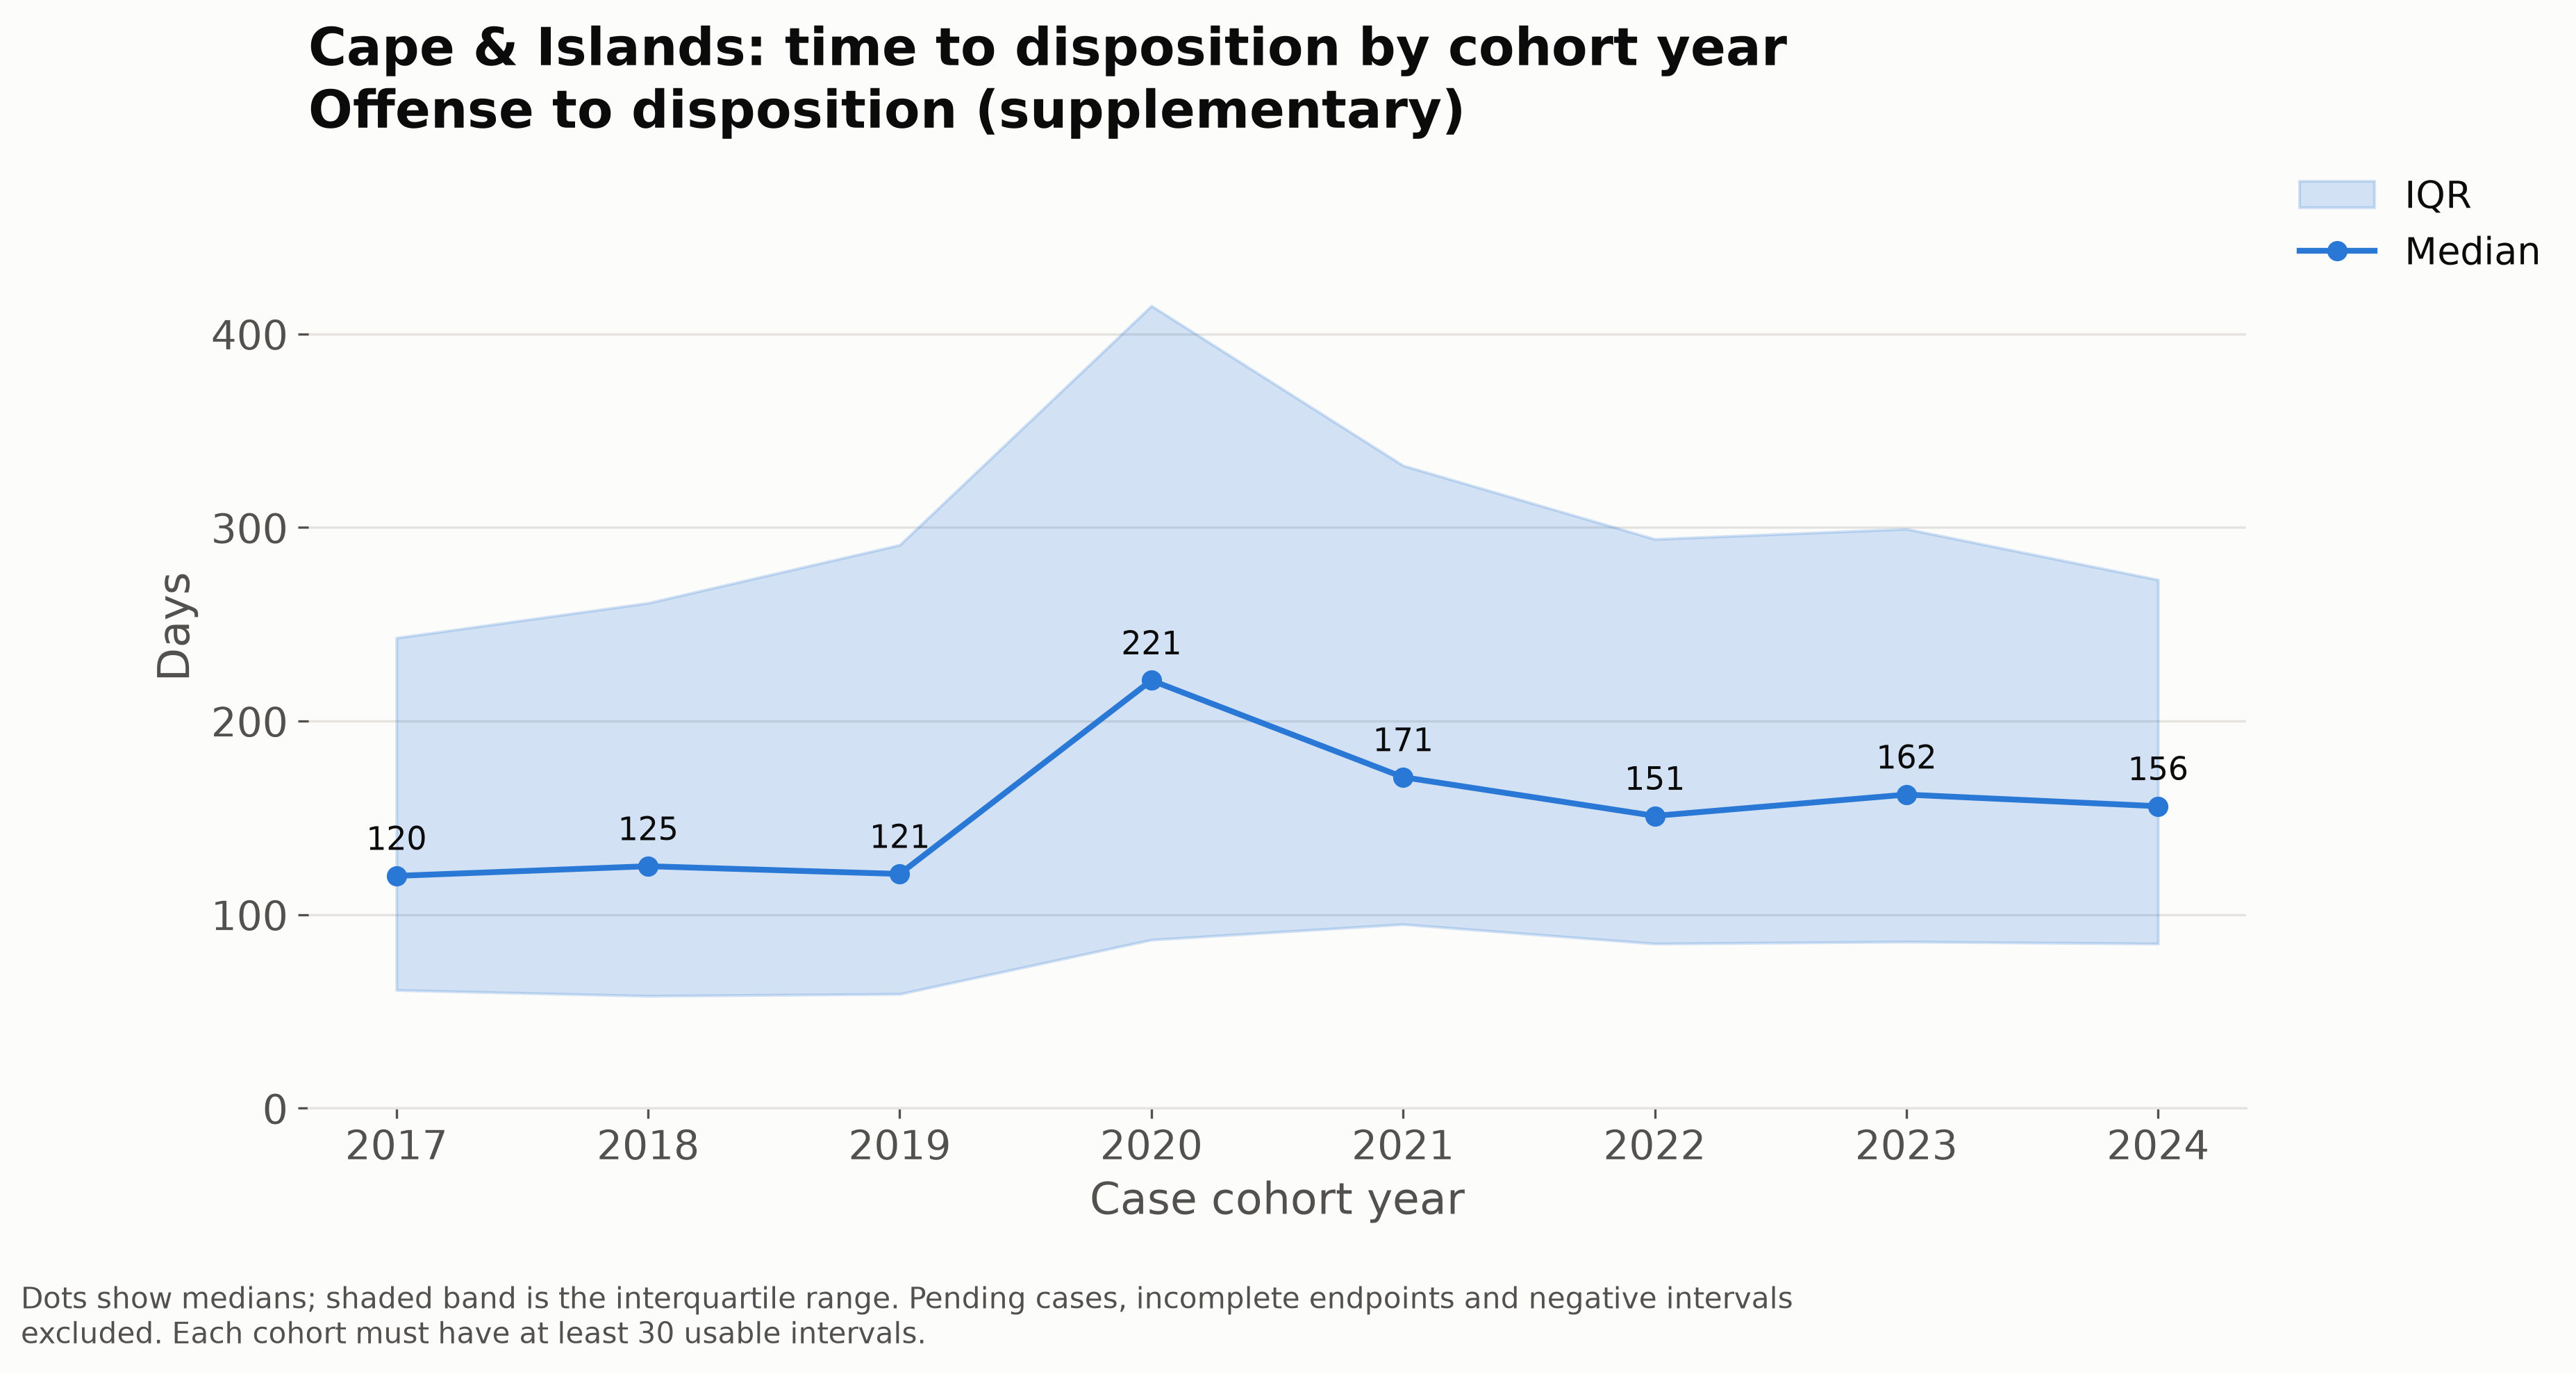 Cape & Islands: time to disposition by cohort year
Offense to disposition (supplementary)
IQR
Median
400
300
200
100
0
Days
120
125
121
221
171
151
162
156
2017
2018
2019
2020
2021
2022
2023
2024
Case cohort year
Dots show medians; shaded band is the interquartile range. Pending cases, incomplete endpoints and negative intervals
excluded. Each cohort must have at least 30 usable intervals.